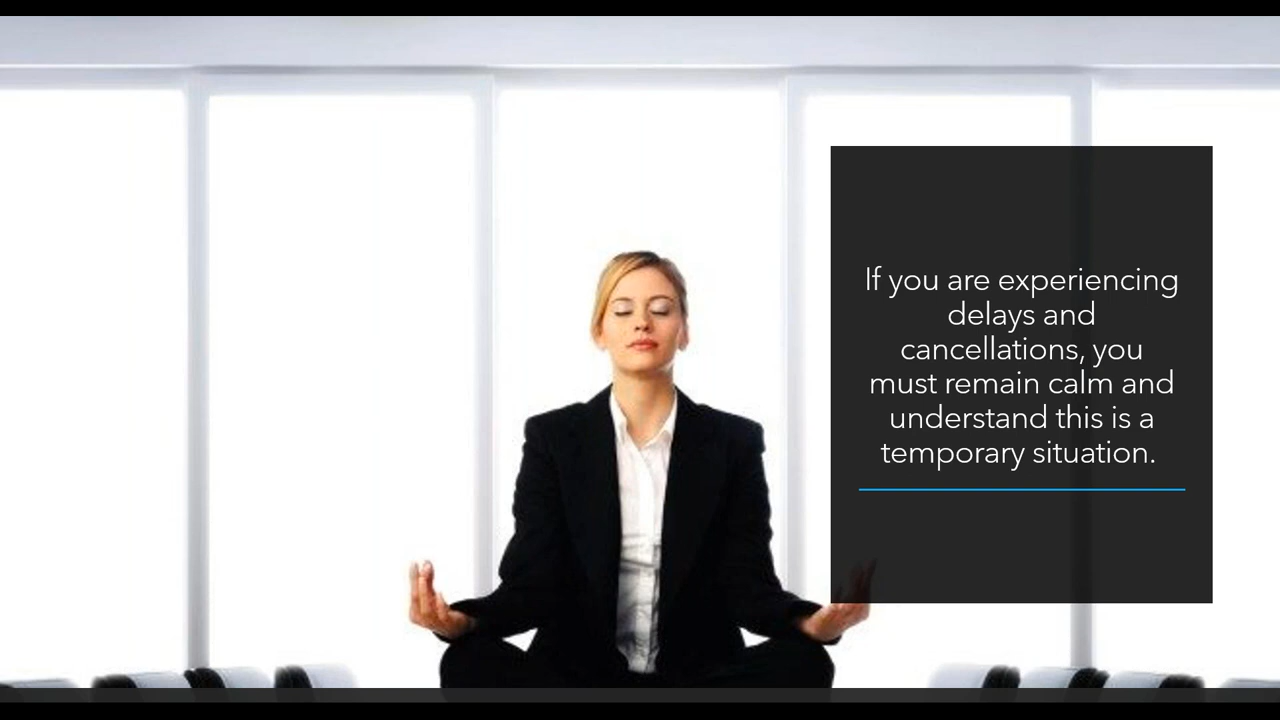 If you are experiencing
delays and
cancellations, you
must remain calm and
understand this is a
temporary situation.